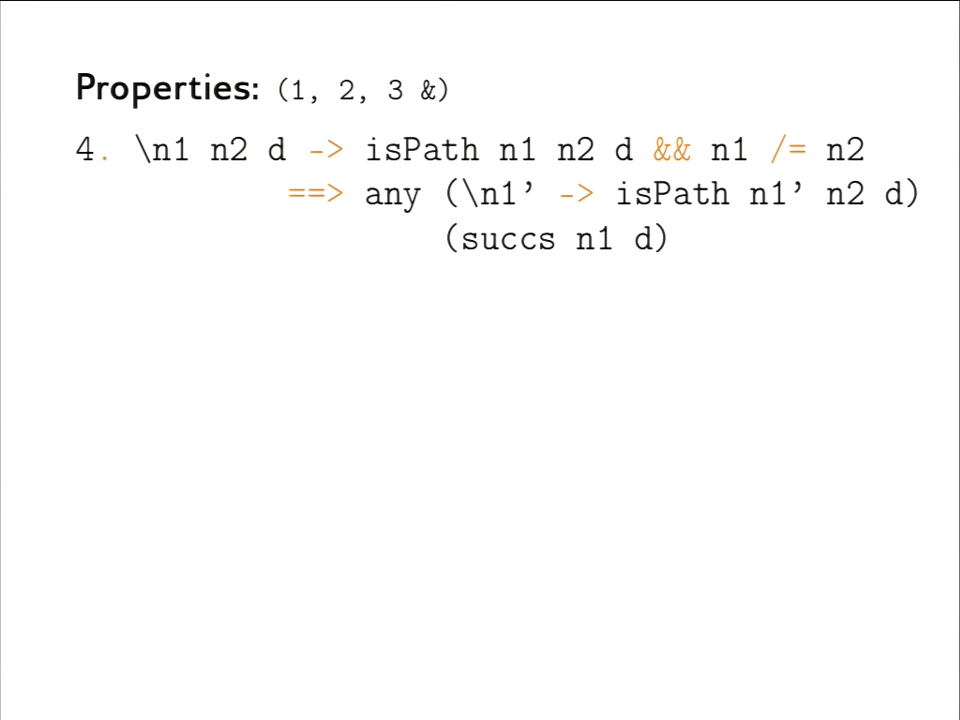 Properties: (1, 2, 3 &)
4. \n1 n2 d -> isPath n1 n2 d && n1 /= n2
==> any (\n1’ -> isPath n1’ n2 d)
(succs n1 d)